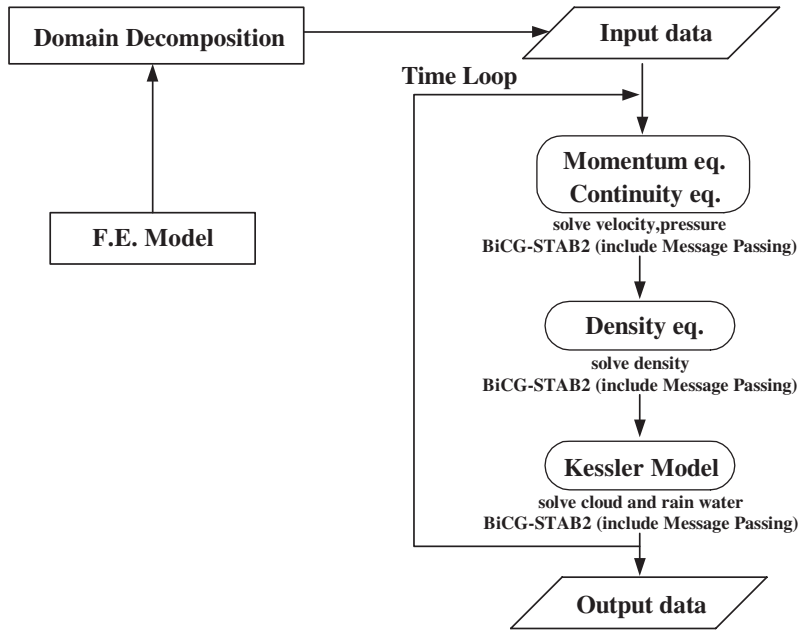 Domain Decomposition
Input data
Time Loop
Momentum eq.
Continuity eq.
F.E. Model
solve velocity,pressure
BiCG-STAB2 (include Message Passing)
Density eq.
solve density
BiCG-STAB2 (include Message Passing)
Kessler Model
solve cloud and rain water
BiCG-STAB2 (include Message Passing)
Output data